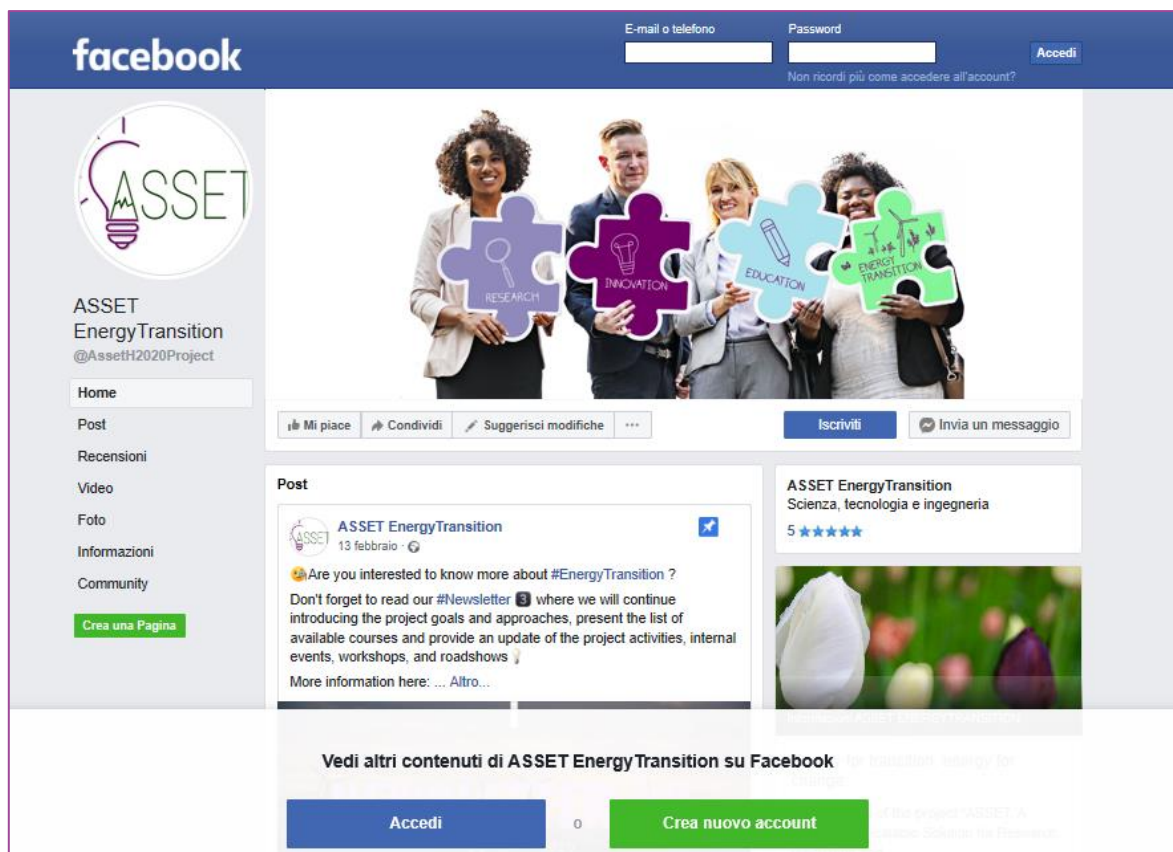 facebook
E-mail o telefono
Password
Accedi
Non ricordi più come accedere all'account?
ASSET
ASSET
EnergyTransition
@AssetH2020Project
Home
Post
Recensioni
Video
Foto
Informazioni
Community
Crea una Pagina
RESEARCH
INNOVATION
EDUCATION
ENERGY
TRANSITION
Mi piace
Condividi
Suggerisci modifiche
...
Iscriviti
Invia un messaggio
Post
ASSET
ASSET EnergyTransition
13 febbraio ·
Are you interested to know more about #EnergyTransition ?
Don't forget to read our #Newsletter 3 where we will continue
introducing the project goals and approaches, present the list of
available courses and provide an update of the project activities, internal
events, workshops, and roadshows
More information here: ... Altro...
ASSET EnergyTransition
Scienza, tecnologia e ingegneria
5 ★★★★★
Vedi altri contenuti di ASSET EnergyTransition su Facebook
Accedi
o
Crea nuovo account